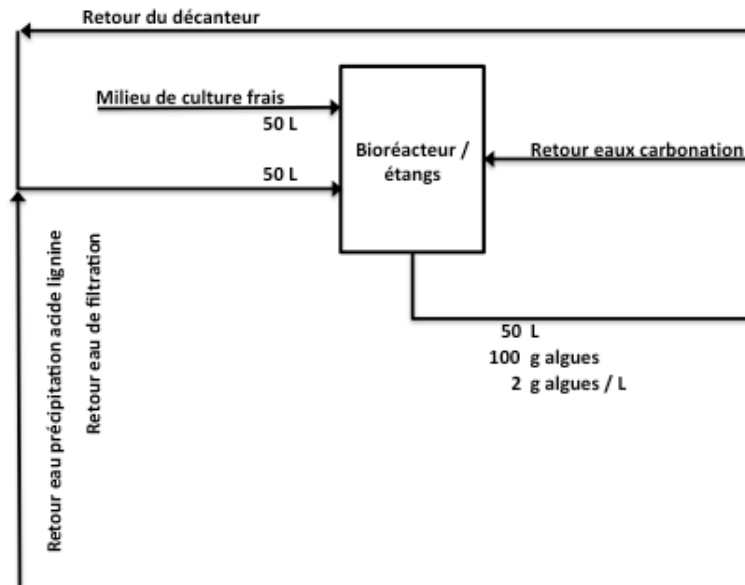 Retour du décanteur
Milieu de culture frais
50 L
Bioréacteur /
étangs
Retour eaux carbonation
50 L
Retour eau précipitation acide lignine
Retour eau de filtration
50 L
100 g algues
2 g algues / L